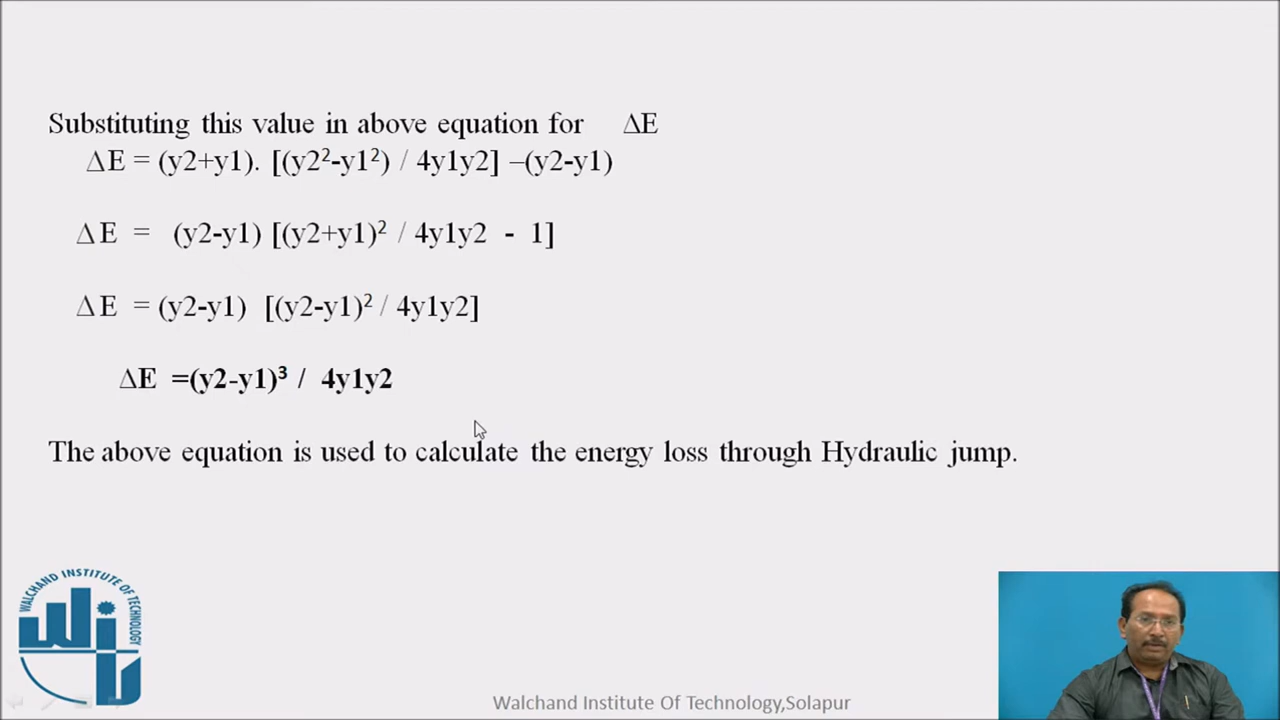 Substituting this value in above equation for ΔE
ΔE = (y2+y1). [(y2²-y1²) / 4y1y2] –(y2-y1)
ΔE = (y2-y1) [(y2+y1)² / 4y1y2 - 1]
ΔE = (y2-y1) [(y2-y1)² / 4y1y2]
ΔE =(y2-y1)³ / 4y1y2
The above equation is used to calculate the energy loss through Hydraulic jump.
WALCHAND INSTITUTE OF TECHNOLOGY
WIT
Walchand Institute Of Technology,Solapur